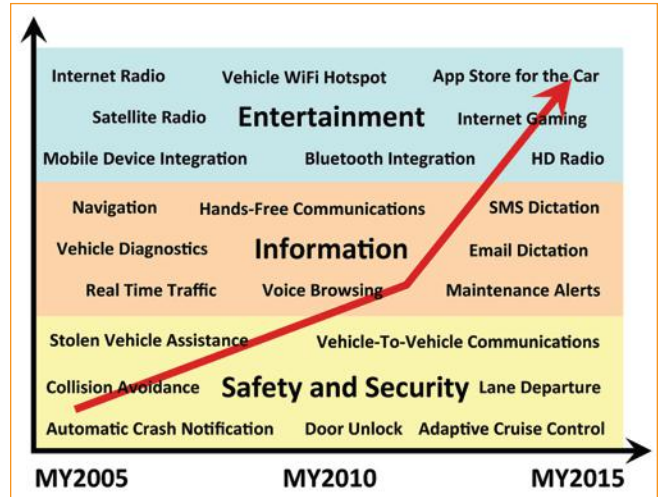 Internet Radio Vehicle WiFi Hotspot App Store for the Car
Satellite Radio Entertainment Internet Gaming
Mobile Device Integration Bluetooth Integration HD Radio
Navigation Hands-Free Communications SMS Dictation
Vehicle Diagnostics Information Email Dictation
Real Time Traffic Voice Browsing Maintenance Alerts
Stolen Vehicle Assistance Vehicle-To-Vehicle Communications
Collision Avoidance Safety and Security Lane Departure
Automatic Crash Notification Door Unlock Adaptive Cruise Control
MY2005 MY2010 MY2015